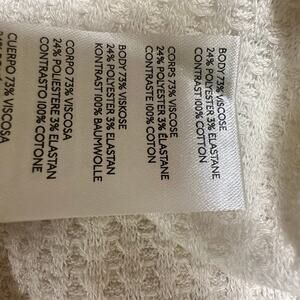 BODY 73% VISCOSE
24% POLYESTER 3% ELASTANE
CONTRAST 100% COTTON
CORPS 73% VISCOSE
24% POLYESTER 3% ÉLASTANE
CONTRASTE 100% COTON
BODY 73% VISKOSE
24% POLYESTER 3% ELASTAN
KONTRAST 100% BAUMWOLLE
CORPO 73% VISCOSA
24% POLIESTERE 3% ELASTAN
CONTRASTO 100% COTONE
CUERPO 73% VISCOSA